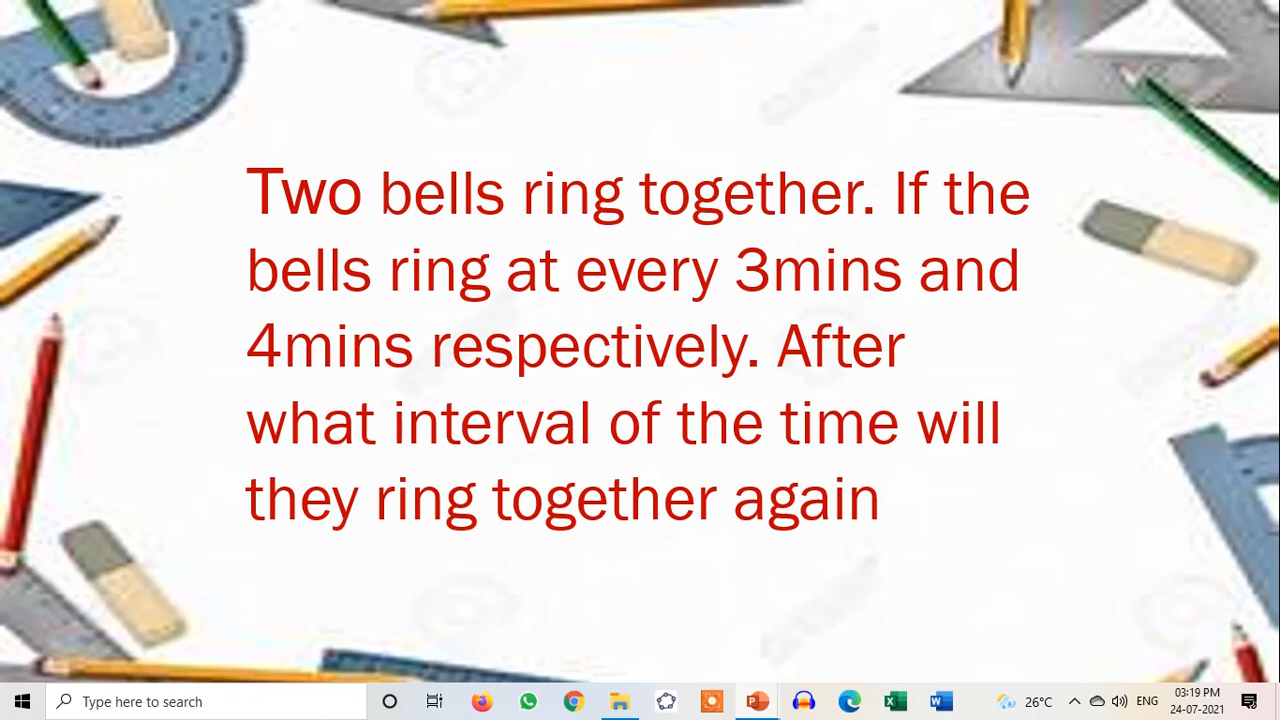 Two bells ring together. If the
bells ring at every 3mins and
4mins respectively. After
what interval of the time will
they ring together again
Type here to search
26°C
ENG
03:19 PM
24-07-2021